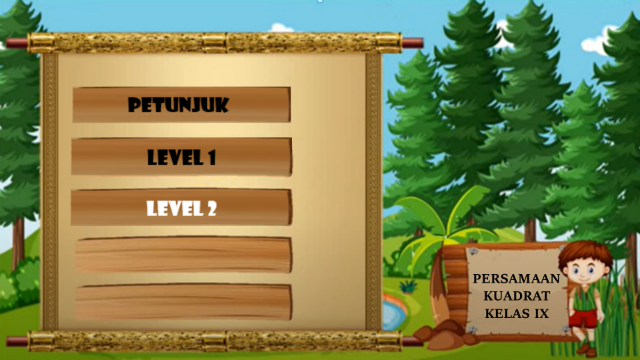 PETUNJUK
LEVEL 1
LEVEL 2
PERSAMAAN
KUADRAT
KELAS IX